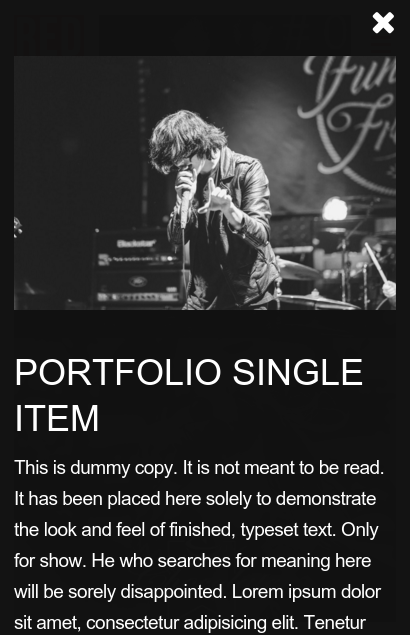 Blackstar
PORTFOLIO SINGLE
ITEM
This is dummy copy. It is not meant to be read.
It has been placed here solely to demonstrate
the look and feel of finished, typeset text. Only
for show. He who searches for meaning here
will be sorely disappointed. Lorem ipsum dolor
sit amet, consectetur adipisicing elit. Tenetur